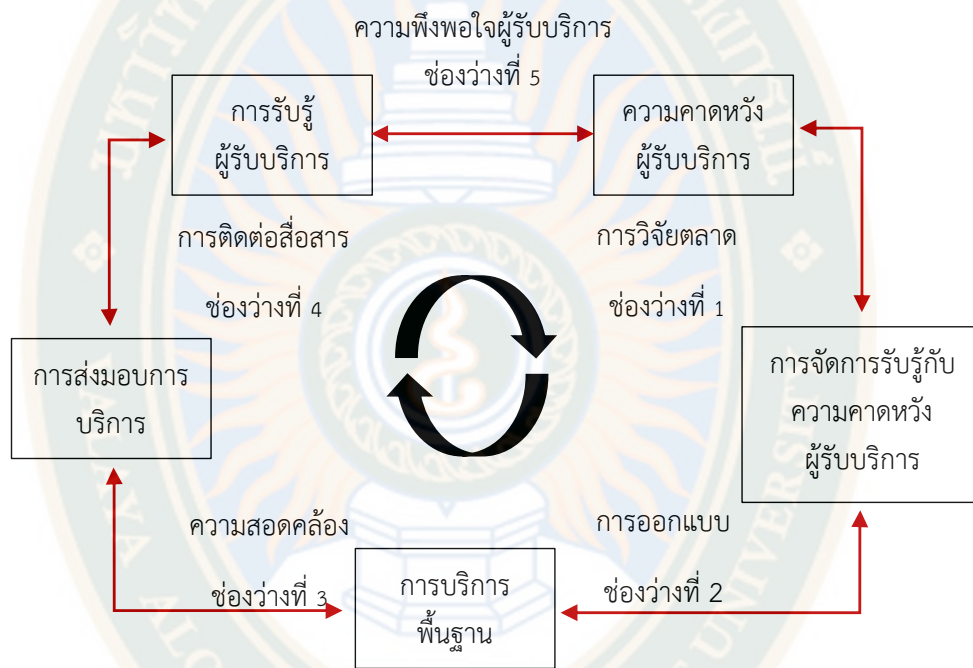 ความพึงพอใจผู้รับบริการ
ช่องว่างที่ 5
การรับรู้
ผู้รับบริการ
ความคาดหวัง
ผู้รับบริการ
การติดต่อสื่อสาร
ช่องว่างที่ 4
การวิจัยตลาด
ช่องว่างที่ 1
การส่งมอบการ
บริการ
การจัดการรับรู้กับ
ความคาดหวัง
ผู้รับบริการ
ความสอดคล้อง
ช่องว่างที่ 3
การออกแบบ
ช่องว่างที่ 2
การบริการ
พื้นฐาน